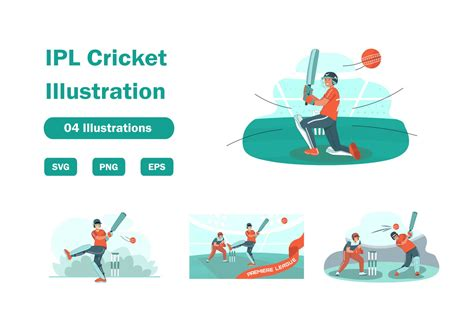 IPL Cricket
Illustration
04 Illustrations
SVG
PNG
EPS
PREMIERE LEAGUE